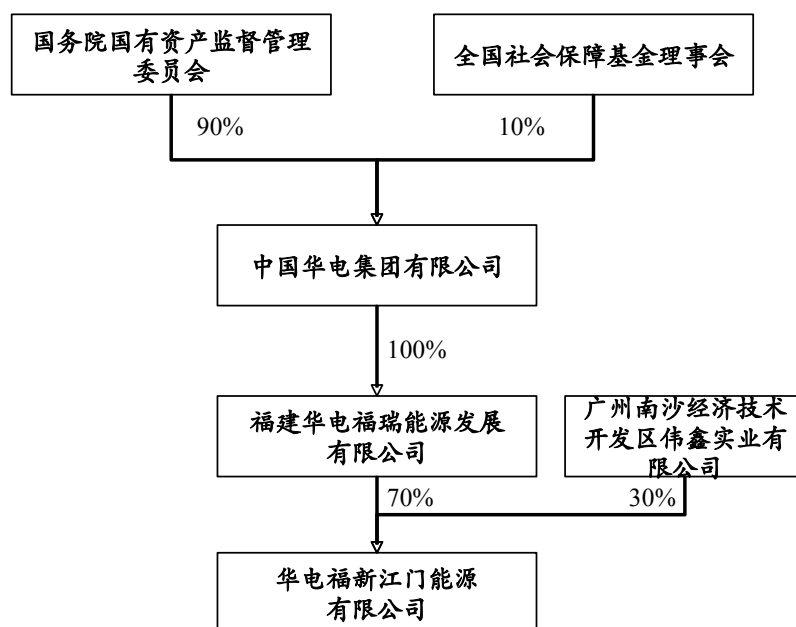 国务院国有资产监督管理
委员会
全国社会保障基金理事会
90%
10%
中国华电集团有限公司
100%
福建华电福瑞能源发展
有限公司
广州南沙经济技术
开发区伟鑫实业有
限公司
70%
30%
华电福新江门能源
有限公司